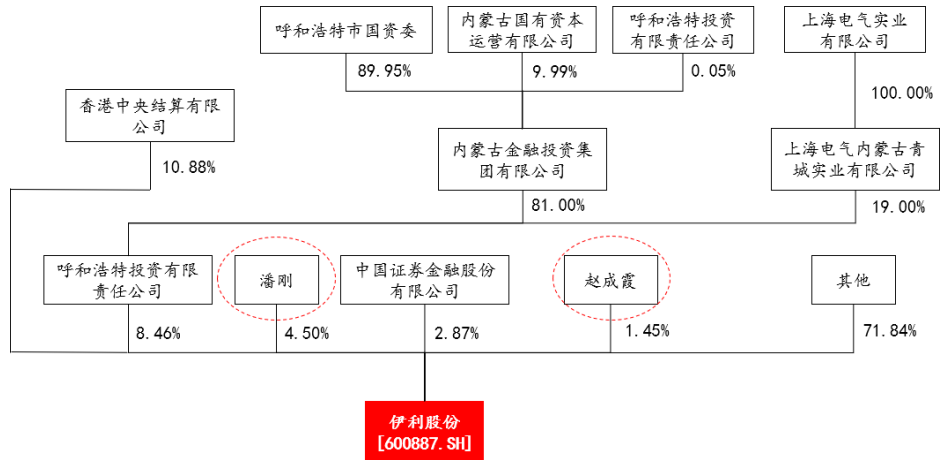 呼和浩特市国资委
内蒙古国有资本
运营有限公司
呼和浩特投资
有限责任公司
上海电气实业
有限公司
89.95%
9.99%
0.05%
100.00%
香港中央结算有限
公司
10.88%
内蒙古金融投资集
团有限公司
上海电气内蒙古青
城实业有限公司
81.00%
19.00%
呼和浩特投资有限
责任公司
潘刚
中国证券金融股份
有限公司
赵成霞
其他
8.46%
4.50%
2.87%
1.45%
71.84%
伊利股份
[600887.SH]